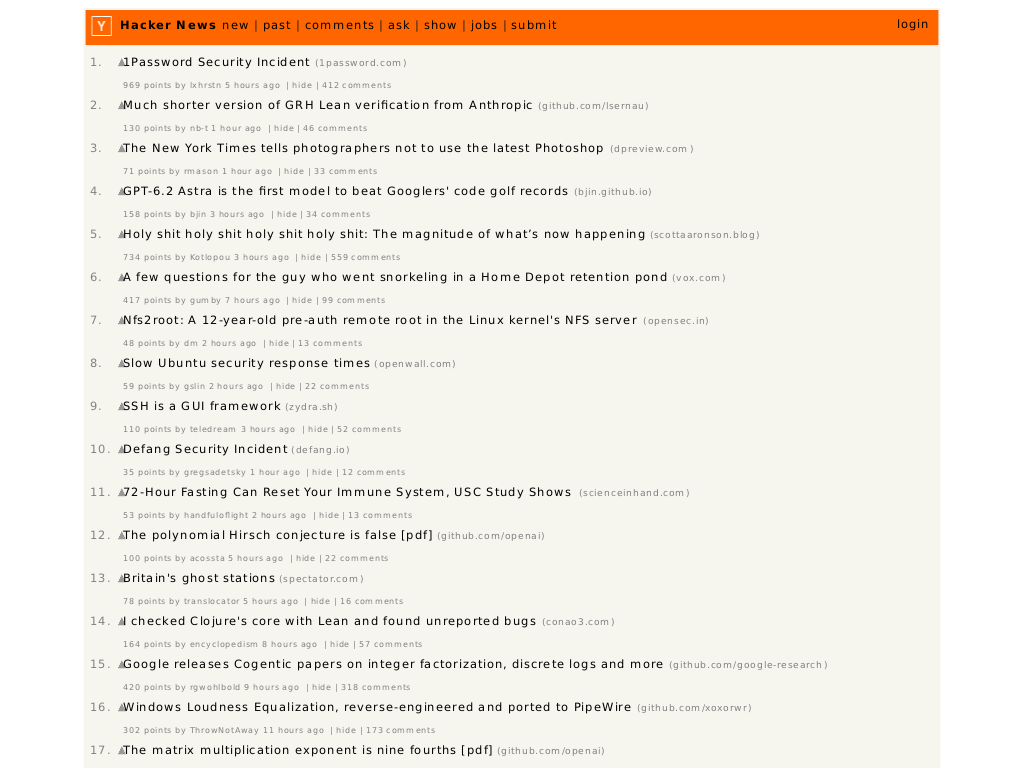 Y Hacker News new | past | comments | ask | show | jobs | submit login
1. ▲1Password Security Incident (1password.com)
969 points by lxhrstn 5 hours ago | hide | 412 comments
2. ▲Much shorter version of GRH Lean verification from Anthropic (github.com/lsernau)
130 points by nb-t 1 hour ago | hide | 46 comments
3. ▲The New York Times tells photographers not to use the latest Photoshop (dpreview.com)
71 points by rmason 1 hour ago | hide | 33 comments
4. ▲GPT-6.2 Astra is the first model to beat Googlers' code golf records (bjin.github.io)
158 points by bjin 3 hours ago | hide | 34 comments
5. ▲Holy shit holy shit holy shit holy shit: The magnitude of what’s now happening (scottaaronson.blog)
734 points by Kotlopou 3 hours ago | hide | 559 comments
6. ▲A few questions for the guy who went snorkeling in a Home Depot retention pond (vox.com)
417 points by gumby 7 hours ago | hide | 99 comments
7. ▲Nfs2root: A 12-year-old pre-auth remote root in the Linux kernel's NFS server (opensec.in)
48 points by dm 2 hours ago | hide | 13 comments
8. ▲Slow Ubuntu security response times (openwall.com)
59 points by gslin 2 hours ago | hide | 22 comments
9. ▲SSH is a GUI framework (zydra.sh)
110 points by teledream 3 hours ago | hide | 52 comments
10. ▲Defang Security Incident (defang.io)
35 points by gregsadetsky 1 hour ago | hide | 12 comments
11. ▲72-Hour Fasting Can Reset Your Immune System, USC Study Shows (scienceinhand.com)
53 points by handfuloflight 2 hours ago | hide | 13 comments
12. ▲The polynomial Hirsch conjecture is false [pdf] (github.com/openai)
100 points by acossta 5 hours ago | hide | 22 comments
13. ▲Britain's ghost stations (spectator.com)
78 points by translocator 5 hours ago | hide | 16 comments
14. ▲I checked Clojure's core with Lean and found unreported bugs (conao3.com)
164 points by encyclopedism 8 hours ago | hide | 57 comments
15. ▲Google releases Cogentic papers on integer factorization, discrete logs and more (github.com/google-research)
420 points by rgwohlbold 9 hours ago | hide | 318 comments
16. ▲Windows Loudness Equalization, reverse-engineered and ported to PipeWire (github.com/xoxorwr)
302 points by ThrowNotAway 11 hours ago | hide | 173 comments
17. ▲The matrix multiplication exponent is nine fourths [pdf] (github.com/openai)